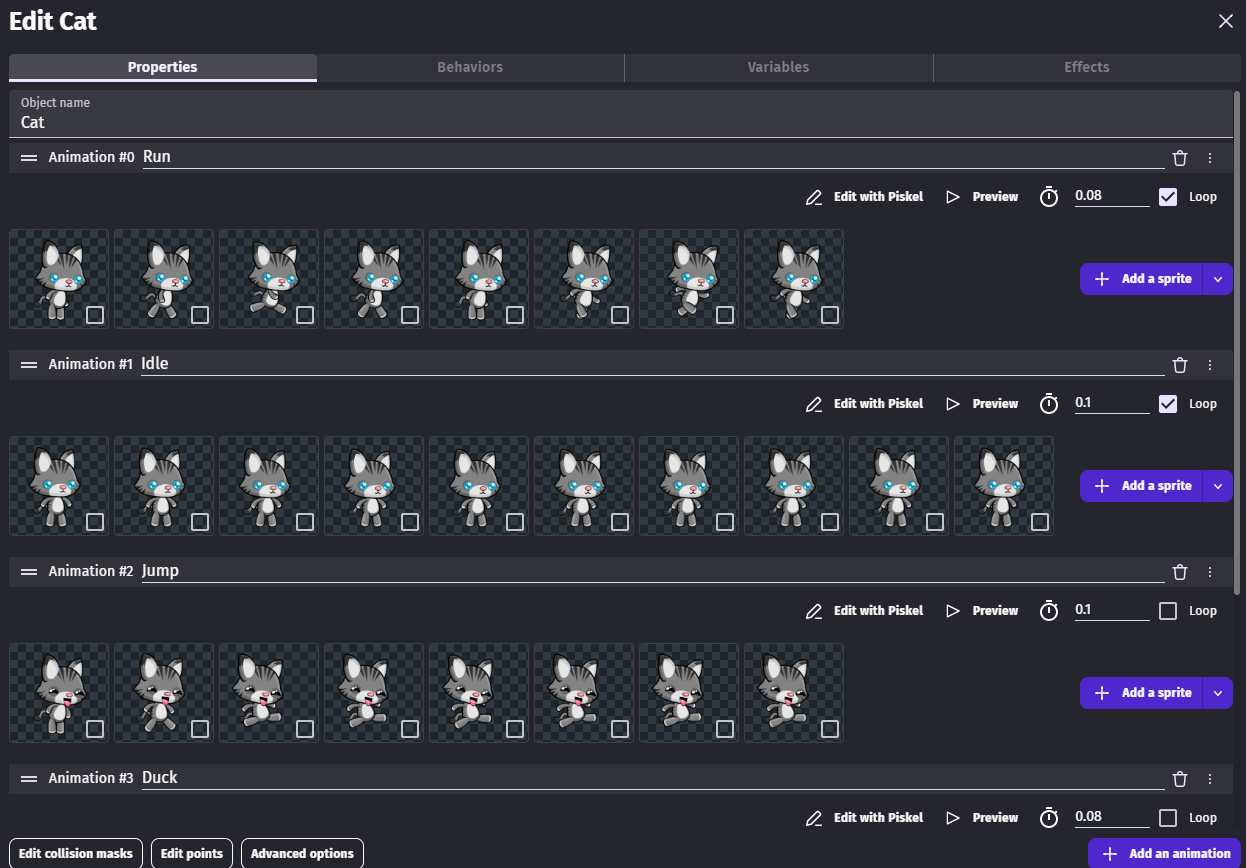 Edit Cat
Properties Behaviors Variables Effects
Object name
Cat
Animation #0 Run
Edit with Piskel Preview 0.08 Loop
Add a sprite
Animation #1 Idle
Edit with Piskel Preview 0.1 Loop
Add a sprite
Animation #2 Jump
Edit with Piskel Preview 0.1 Loop
Add a sprite
Animation #3 Duck
Edit with Piskel Preview 0.08 Loop
Edit collision masks Edit points Advanced options Add an animation